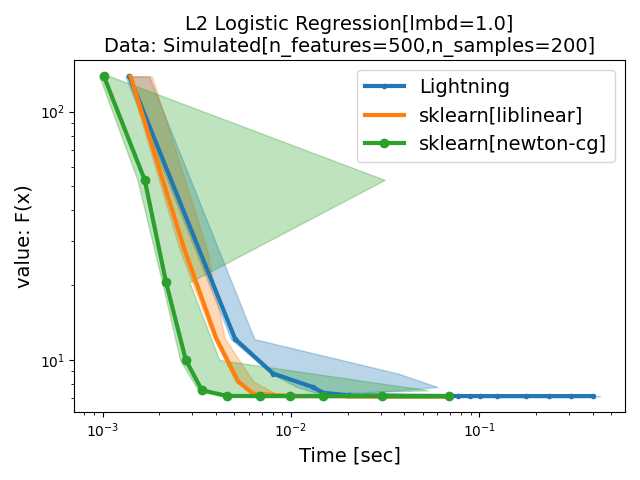 L2 Logistic Regression[lmbd=1.0]
Data: Simulated[n_features=500,n_samples=200]
Lightning
sklearn[liblinear]
sklearn[newton-cg]
value: F(x)
10²
10¹
10⁻³
10⁻²
10⁻¹
Time [sec]